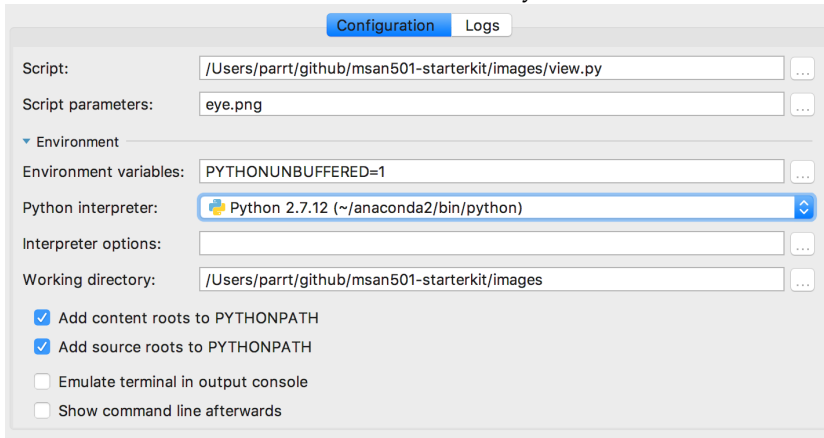 Configuration Logs
Script: /Users/parrt/github/msan501-starterkit/images/view.py ...
Script parameters: eye.png ...
Environment
Environment variables: PYTHONUNBUFFERED=1 ...
Python interpreter: Python 2.7.12 (~/anaconda2/bin/python)
Interpreter options: ...
Working directory: /Users/parrt/github/msan501-starterkit/images ...
Add content roots to PYTHONPATH
Add source roots to PYTHONPATH
Emulate terminal in output console
Show command line afterwards